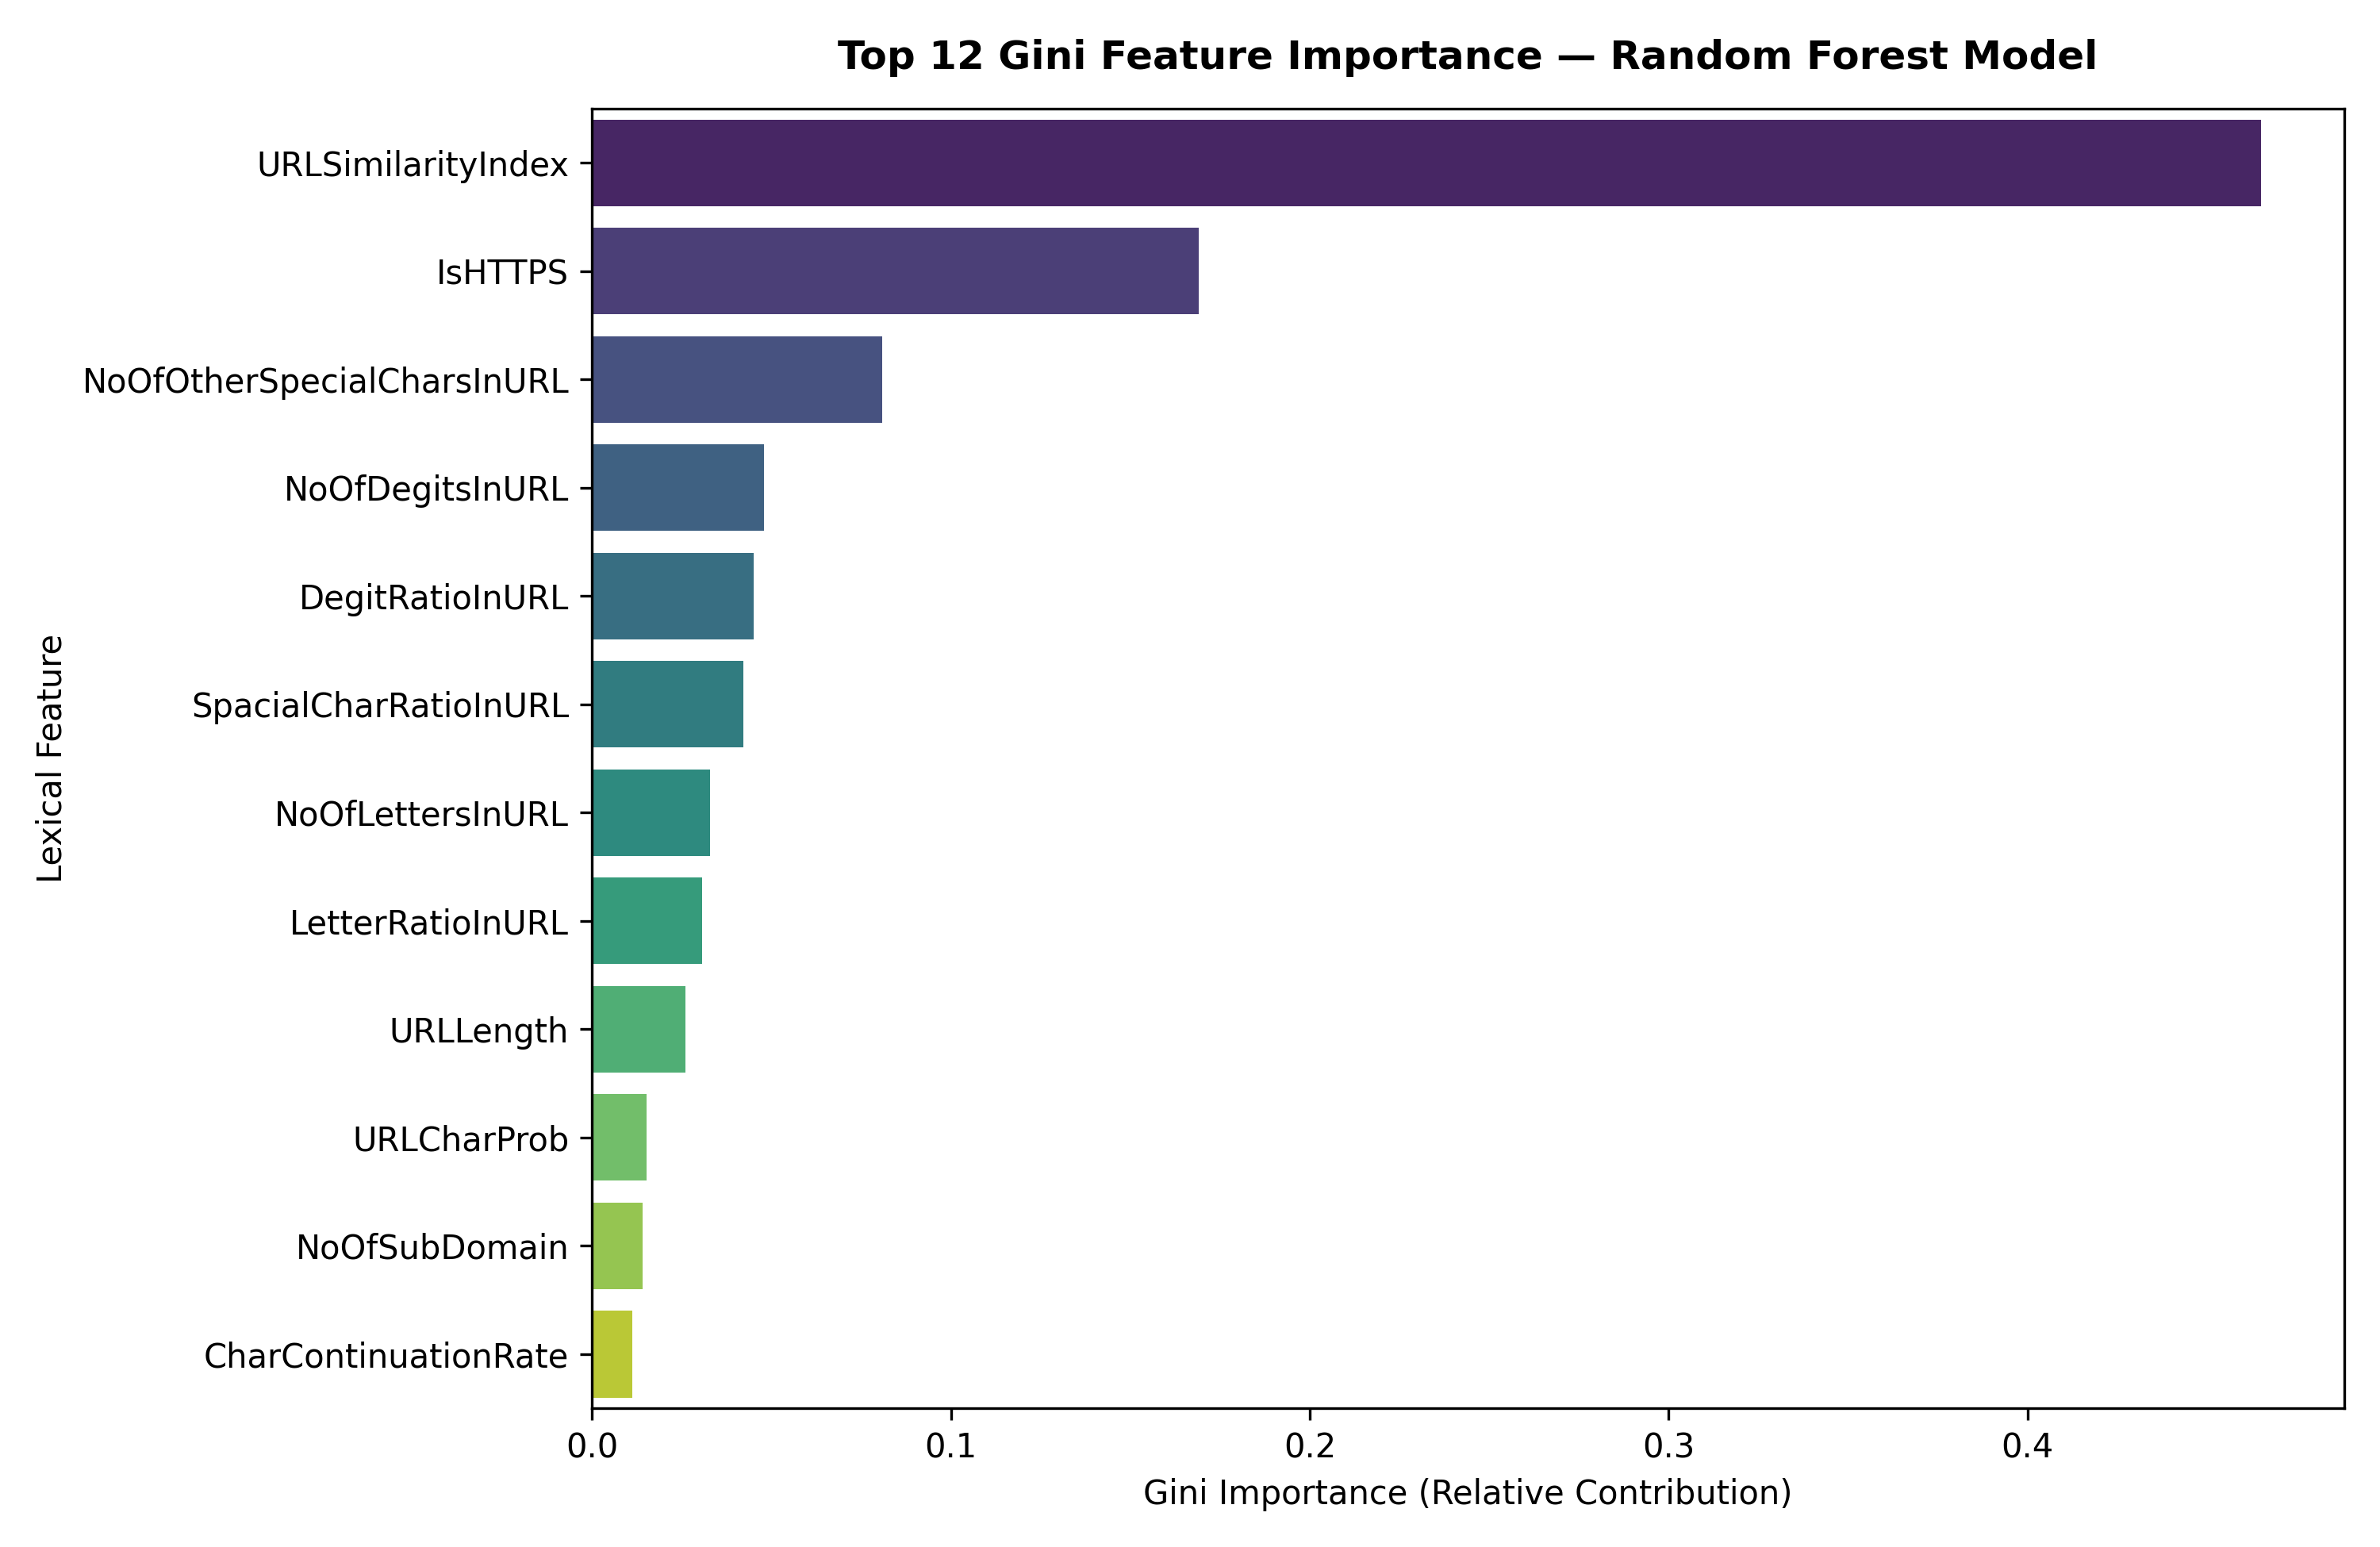 Top 12 Gini Feature Importance — Random Forest Model
Lexical Feature
URLSimilarityIndex
IsHTTPS
NoOfOtherSpecialCharsInURL
NoOfDegitsInURL
DegitRatioInURL
SpacialCharRatioInURL
NoOfLettersInURL
LetterRatioInURL
URLLength
URLCharProb
NoOfSubDomain
CharContinuationRate
0.0 0.1 0.2 0.3 0.4
Gini Importance (Relative Contribution)